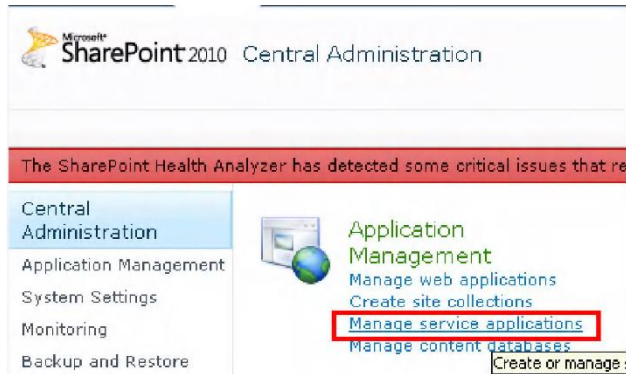 Microsoft
SharePoint 2010 Central Administration
The SharePoint Health Analyzer has detected some critical issues that re
Central
Administration
Application Management
System Settings
Monitoring
Backup and Restore
Application
Management
Manage web applications
Create site collections
Manage service applications
Manage content databases
Create or manage s